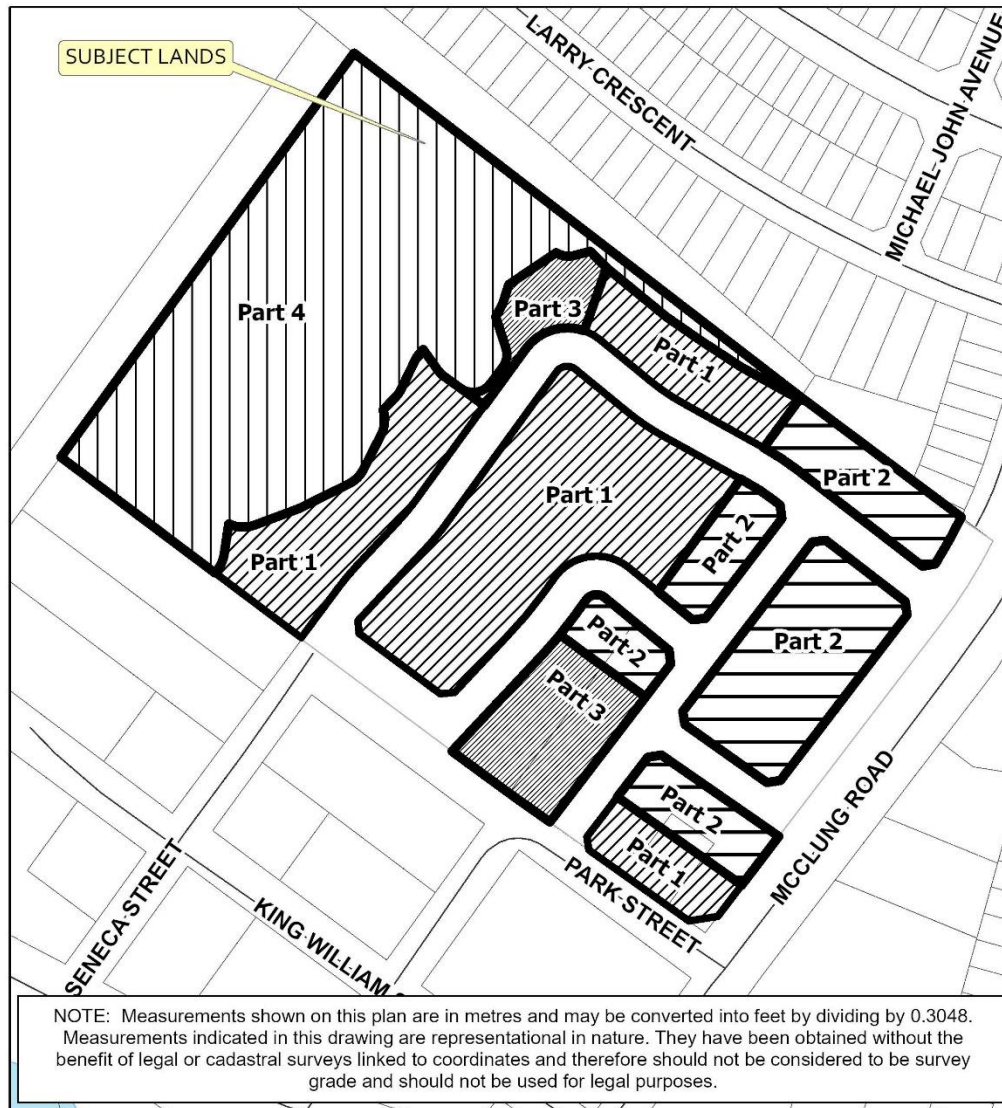 SUBJECT LANDS
LARRY CRESCENT
MICHAEL JOHN AVENUE
Part 4
Part 3
Part 1
Part 2
Part 1
Part 2
Part 1
Part 2
Part 2
Part 3
Part 2
Part 1
MCCLUNG ROAD
PARK STREET
SENECA STREET
KING WILLIAM
NOTE: Measurements shown on this plan are in metres and may be converted into feet by dividing by 0.3048.
Measurements indicated in this drawing are representational in nature. They have been obtained without the
benefit of legal or cadastral surveys linked to coordinates and therefore should not be considered to be survey
grade and should not be used for legal purposes.